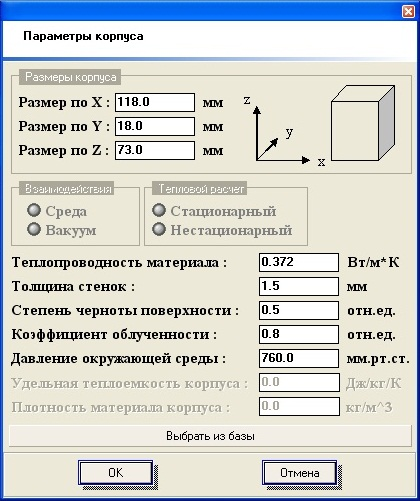 Параметры корпуса
Размеры корпуса
Размер по X : 118.0 мм
Размер по Y : 18.0 мм
Размер по Z : 73.0 мм
z
y
x
Взаимодействия
Среда
Вакуум
Тепловой расчет
Стационарный
Нестационарный
Теплопроводность материала : 0.372 Вт/м*К
Толщина стенок : 1.5 мм
Степень черноты поверхности : 0.5 отн.ед.
Коэффициент облученности : 0.8 отн.ед.
Давление окружающей среды : 760.0 мм.рт.ст.
Удельная теплоемкость корпуса : 0.0 Дж/кг/К
Плотность материала корпуса : 0.0 кг/м^3
Выбрать из базы
OK
Отмена